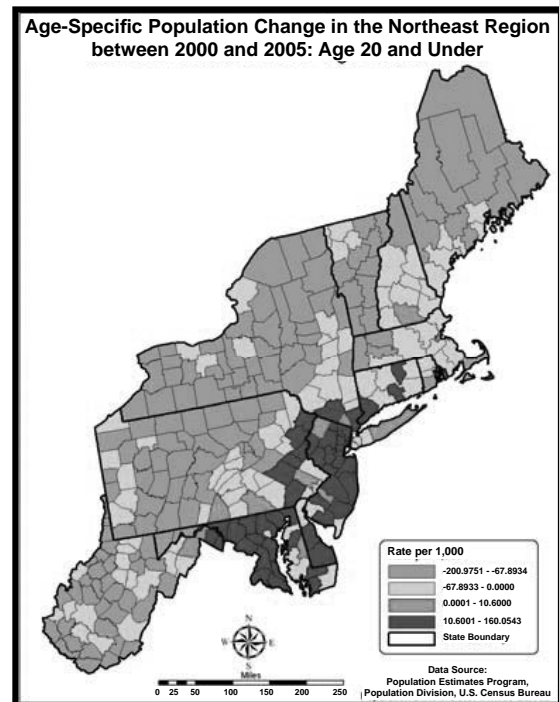 Age-Specific Population Change in the Northeast Region
between 2000 and 2005: Age 20 and Under
Rate per 1,000
-200.9751 - -67.8934
-67.8933 - 0.0000
0.0001 - 10.6000
10.6001 - 160.0543
State Boundary
N
W E
S
Miles
0 25 50 100 150 200 250
Data Source:
Population Estimates Program,
Population Division, U.S. Census Bureau